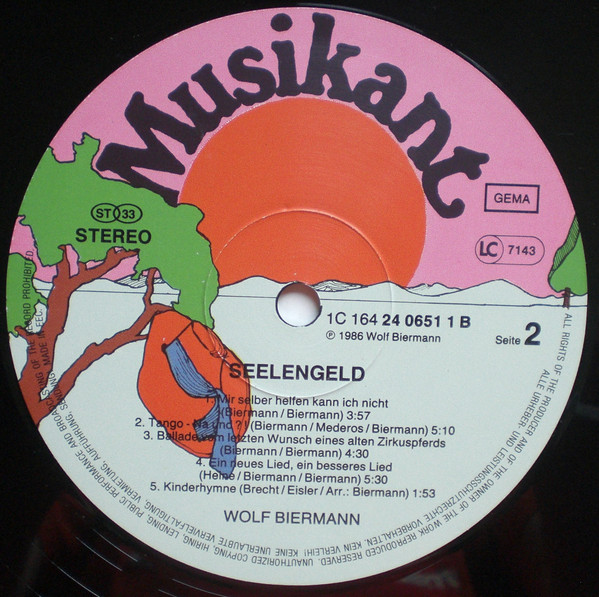 Musikant
GEMA
ST 33
STEREO
LC 7143
1C 164 24 0651 1 B
℗ 1986 Wolf Biermann
Seite 2
SEELENGELD
1. Mir selber helfen kann ich nicht
(Biermann / Biermann) 3:57
2. Tango - Na und? (Biermann / Mederos / Biermann) 5:10
3. Ballade vom letzten Wunsch eines alten Zirkuspferds
(Biermann / Biermann) 4:30
4. Ein neues Lied, ein besseres Lied
(Heine / Biermann / Biermann) 5:30
5. Kinderhymne (Brecht / Eisler / Arr.: Biermann) 1:53
WOLF BIERMANN
ALL RIGHTS OF THE PRODUCER AND OF THE OWNER OF THE WORK REPRODUCED RESERVED. UNAUTHORIZED COPYING, HIRING, LENDING, PUBLIC PERFORMANCE AND BROADCASTING OF THE RECORD PROHIBITED
ALLE URHEBER- UND LEISTUNGSSCHUTZRECHTE VORBEHALTEN. KEIN VERLEIH! KEINE UNERLAUBTE VERVIELFÄLTIGUNG, VERMIETUNG, AUFFÜHRUNG, SENDUNG
MADE IN EEC